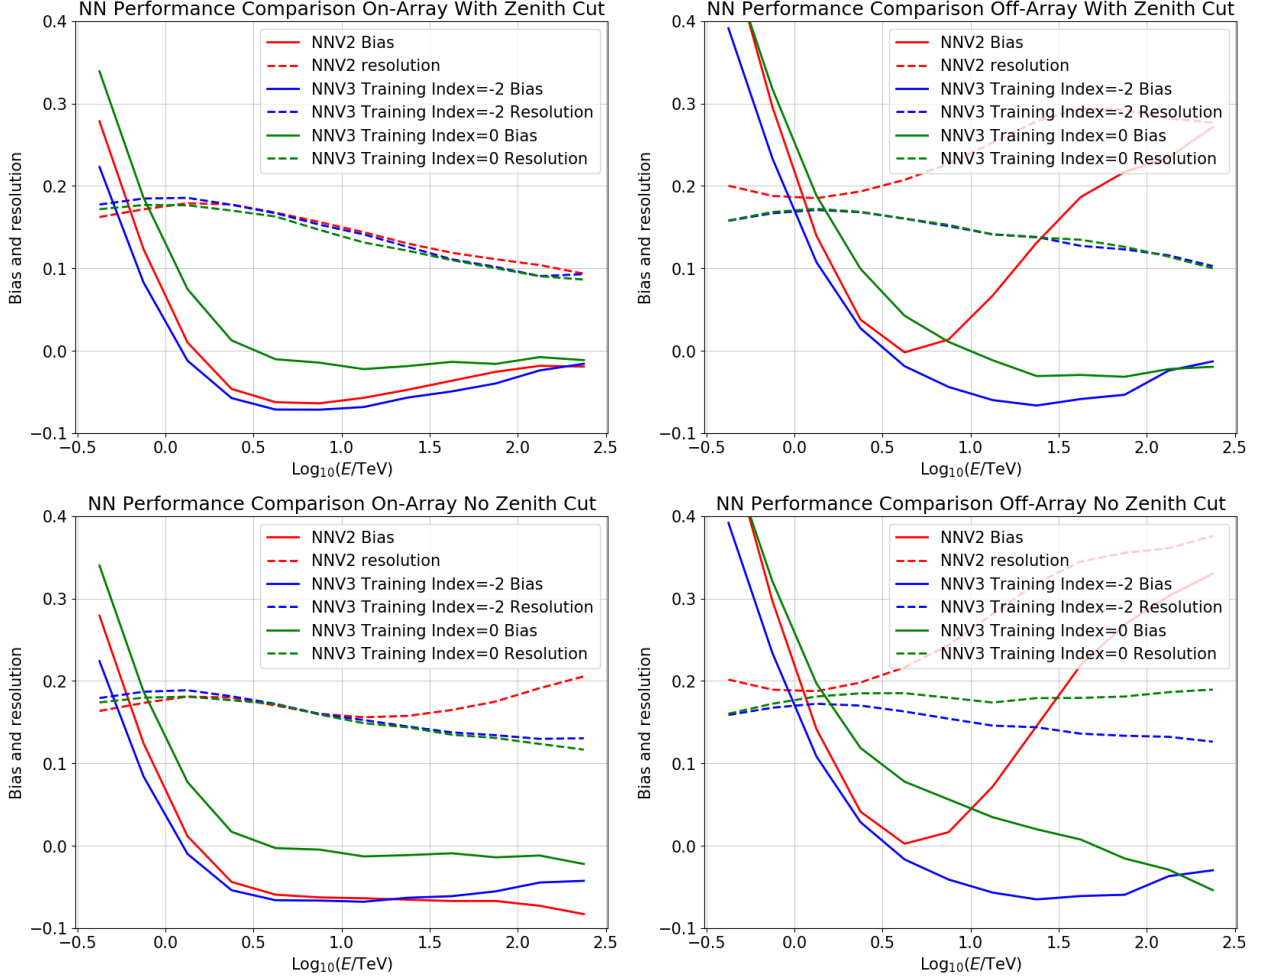 NN Performance Comparison On-Array With Zenith Cut
0.4
0.3
0.2
0.1
0.0
−0.1
Bias and resolution
NNV2 Bias
NNV2 resolution
NNV3 Training Index=-2 Bias
NNV3 Training Index=-2 Resolution
NNV3 Training Index=0 Bias
NNV3 Training Index=0 Resolution
−0.5 0.0 0.5 1.0 1.5 2.0 2.5
Log10(E/TeV)
NN Performance Comparison Off-Array With Zenith Cut
0.4
0.3
0.2
0.1
0.0
−0.1
Bias and resolution
NNV2 Bias
NNV2 resolution
NNV3 Training Index=-2 Bias
NNV3 Training Index=-2 Resolution
NNV3 Training Index=0 Bias
NNV3 Training Index=0 Resolution
−0.5 0.0 0.5 1.0 1.5 2.0 2.5
Log10(E/TeV)
NN Performance Comparison On-Array No Zenith Cut
0.4
0.3
0.2
0.1
0.0
−0.1
Bias and resolution
NNV2 Bias
NNV2 resolution
NNV3 Training Index=-2 Bias
NNV3 Training Index=-2 Resolution
NNV3 Training Index=0 Bias
NNV3 Training Index=0 Resolution
−0.5 0.0 0.5 1.0 1.5 2.0 2.5
Log10(E/TeV)
NN Performance Comparison Off-Array No Zenith Cut
0.4
0.3
0.2
0.1
0.0
−0.1
Bias and resolution
NNV2 Bias
NNV2 resolution
NNV3 Training Index=-2 Bias
NNV3 Training Index=-2 Resolution
NNV3 Training Index=0 Bias
NNV3 Training Index=0 Resolution
−0.5 0.0 0.5 1.0 1.5 2.0 2.5
Log10(E/TeV)